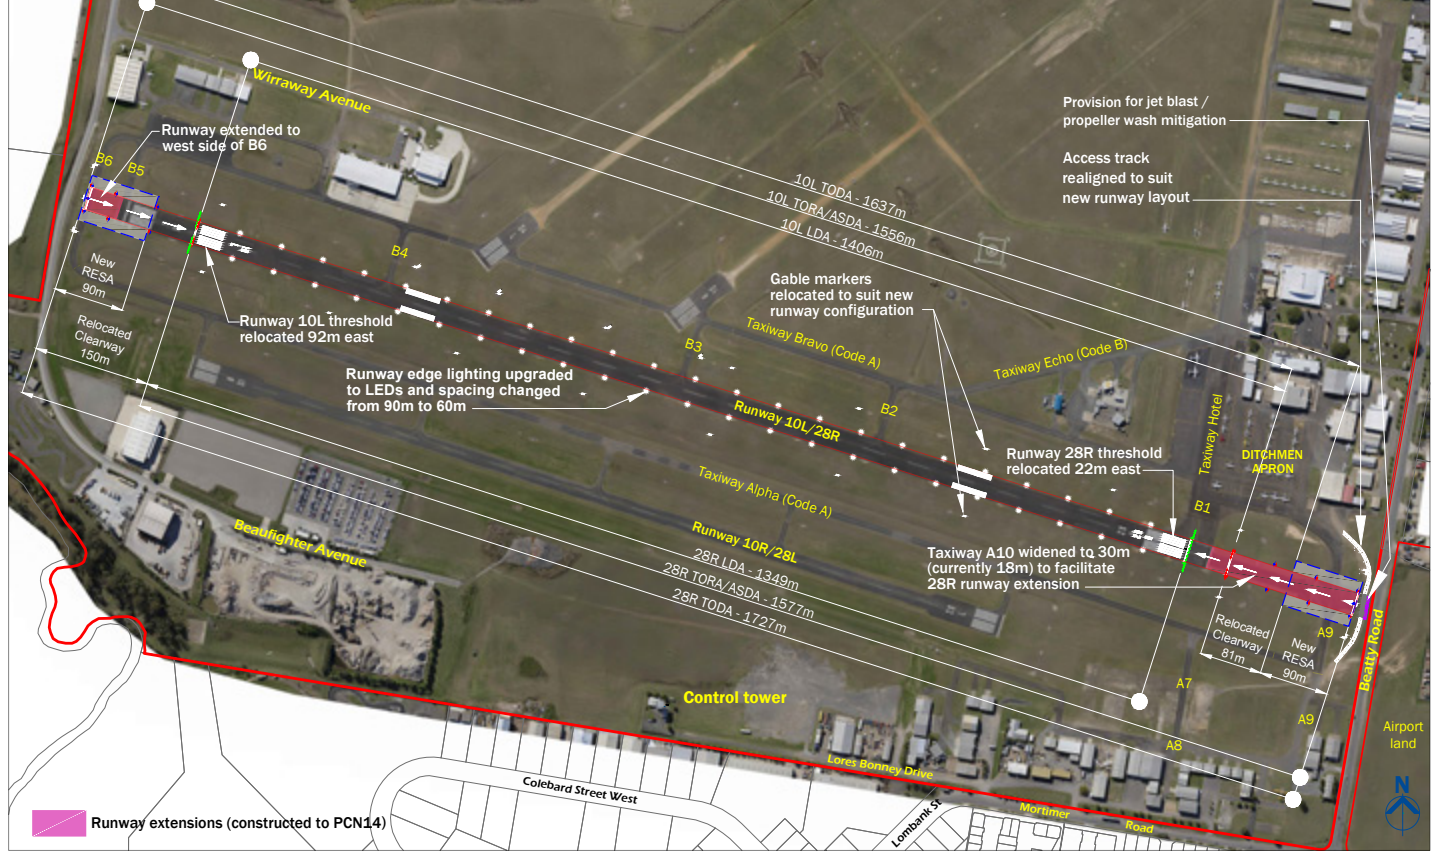 Wirraway Avenue
Runway extended to
west side of B6
B6
B5
B4
New
RESA
90m
Relocated
Clearway
150m
Runway 10L threshold
relocated 92m east
Runway edge lighting upgraded
to LEDs and spacing changed
from 90m to 60m
10L TODA - 1637m
10L TORA/ASDA - 1556m
10L LDA - 1406m
Gable markers
relocated to suit new
runway configuration
Provision for jet blast /
propeller wash mitigation
Access track
realigned to suit
new runway layout
Taxiway Bravo (Code A)
Taxiway Echo (Code B)
B3
B2
Runway 10L/28R
Taxiway Hotel
DITCHMEN
APRON
Runway 28R threshold
relocated 22m east
B1
Taxiway Alpha (Code A)
Runway 10R/28L
Taxiway A10 widened to 30m
(currently 18m) to facilitate
28R runway extension
28R LDA - 1349m
28R TORA/ASDA - 1577m
28R TODA - 1727m
Beaufighter Avenue
Relocated
Clearway
81m
New
RESA
90m
A9
Beatty Road
A7
A9
A8
Airport
land
Control tower
Lores Bonney Drive
Colebard Street West
Lombank St
Mortimer
Road
N
Runway extensions (constructed to PCN14)